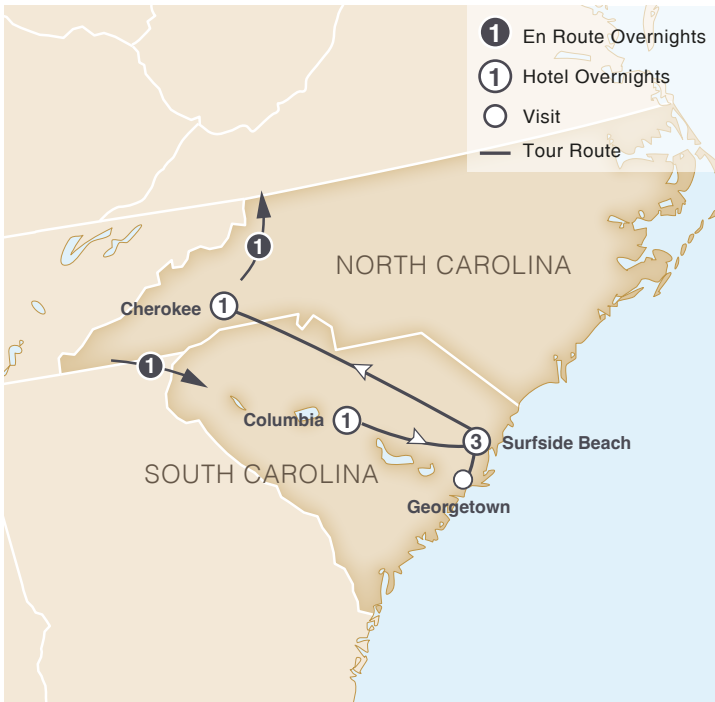 1 En Route Overnights
1 Hotel Overnights
Visit
Tour Route
1
NORTH CAROLINA
Cherokee 1
1
Columbia 1
3 Surfside Beach
SOUTH CAROLINA
Georgetown